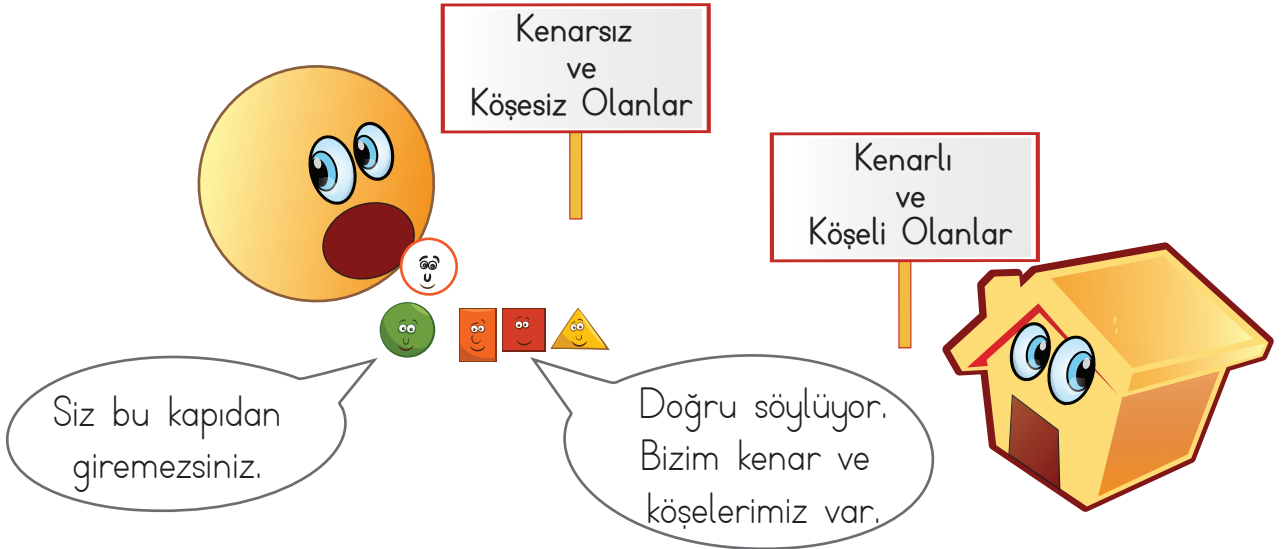 Kenarsız
ve
Köşesiz Olanlar
Kenarlı
ve
Köşeli Olanlar
Siz bu kapıdan
giremezsiniz.
Doğru söylüyor.
Bizim kenar ve
köşelerimiz var.